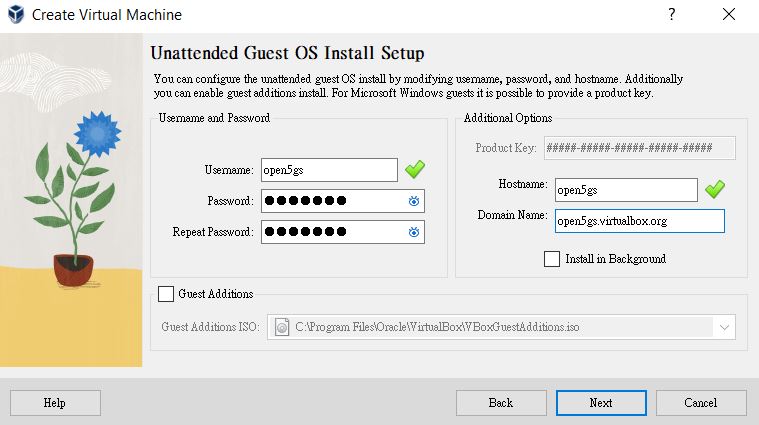 Create Virtual Machine
Unattended Guest OS Install Setup
You can configure the unattended guest OS install by modifying username, password, and hostname. Additionally
you can enable guest additions install. For Microsoft Windows guests it is possible to provide a product key.
Username and Password
Username: open5gs
Password: ●●●●●●●
Repeat Password: ●●●●●●●
Additional Options
Product Key: #####-#####-#####-#####-#####
Hostname: open5gs
Domain Name: open5gs.virtualbox.org
Install in Background
Guest Additions
Guest Additions ISO: C:\Program Files\Oracle\VirtualBox\VBoxGuestAdditions.iso
Help Back Next Cancel